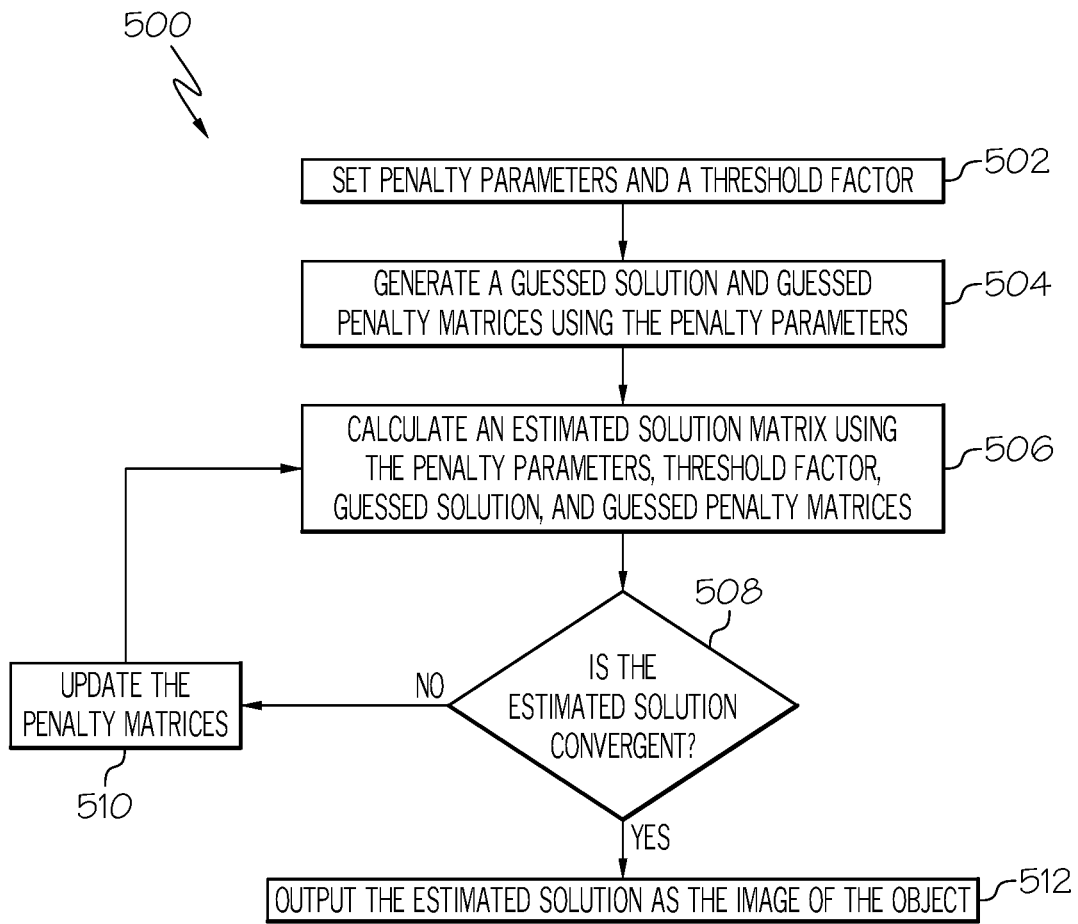 500
SET PENALTY PARAMETERS AND A THRESHOLD FACTOR
502
GENERATE A GUESSED SOLUTION AND GUESSED
PENALTY MATRICES USING THE PENALTY PARAMETERS
504
CALCULATE AN ESTIMATED SOLUTION MATRIX USING
THE PENALTY PARAMETERS, THRESHOLD FACTOR,
GUESSED SOLUTION, AND GUESSED PENALTY MATRICES
506
508
IS THE
ESTIMATED SOLUTION
CONVERGENT?
NO
UPDATE THE
PENALTY MATRICES
510
YES
OUTPUT THE ESTIMATED SOLUTION AS THE IMAGE OF THE OBJECT
512